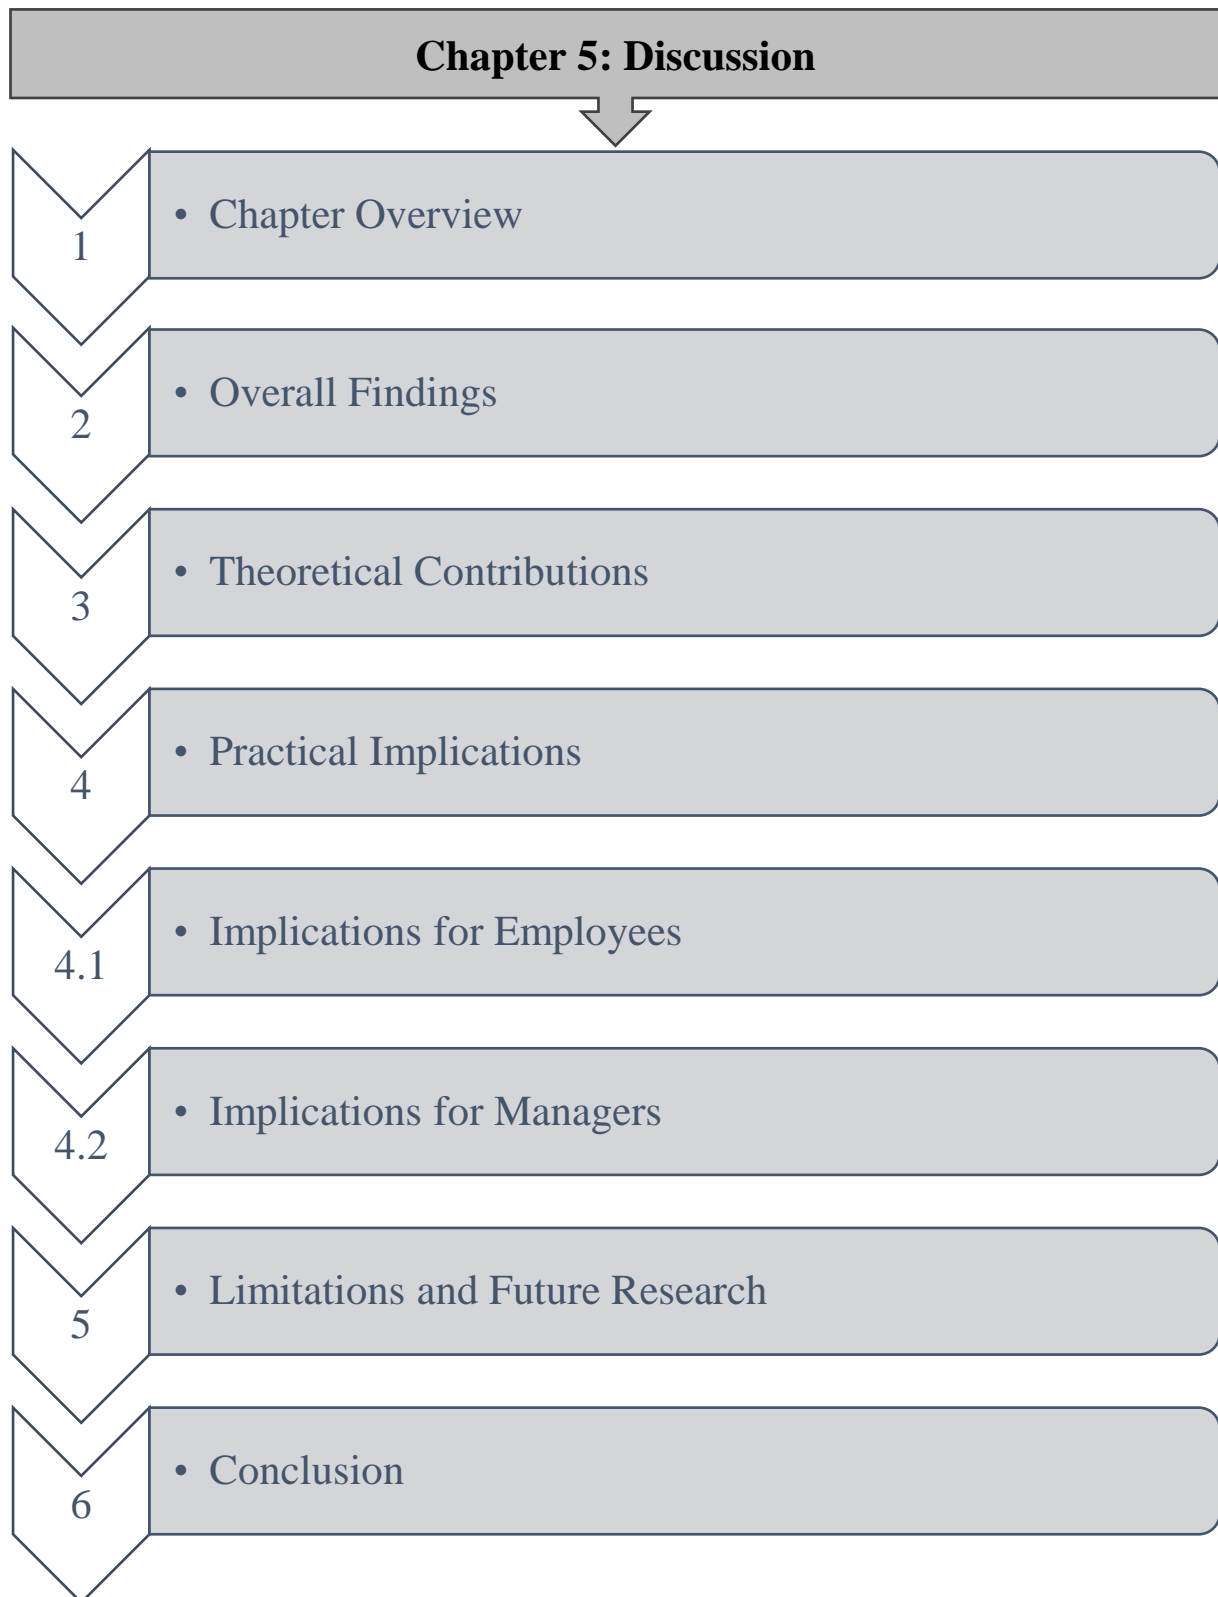 Chapter 5: Discussion
1
• Chapter Overview
2
• Overall Findings
3
• Theoretical Contributions
4
• Practical Implications
4.1
• Implications for Employees
4.2
• Implications for Managers
5
• Limitations and Future Research
6
• Conclusion